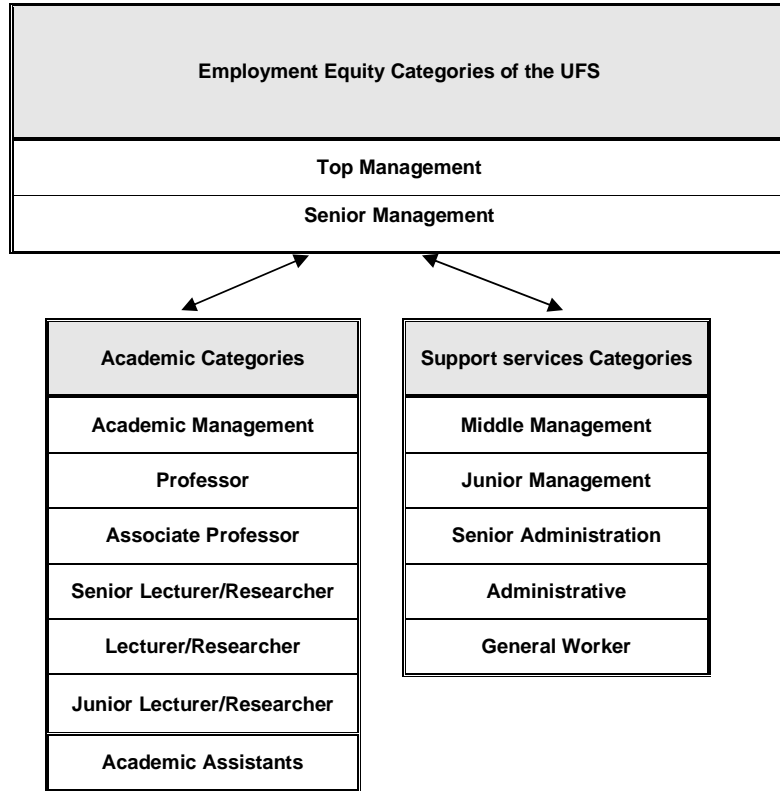 Employment Equity Categories of the UFS
Top Management
Senior Management
Academic Categories
Academic Management
Professor
Associate Professor
Senior Lecturer/Researcher
Lecturer/Researcher
Junior Lecturer/Researcher
Academic Assistants
Support services Categories
Middle Management
Junior Management
Senior Administration
Administrative
General Worker